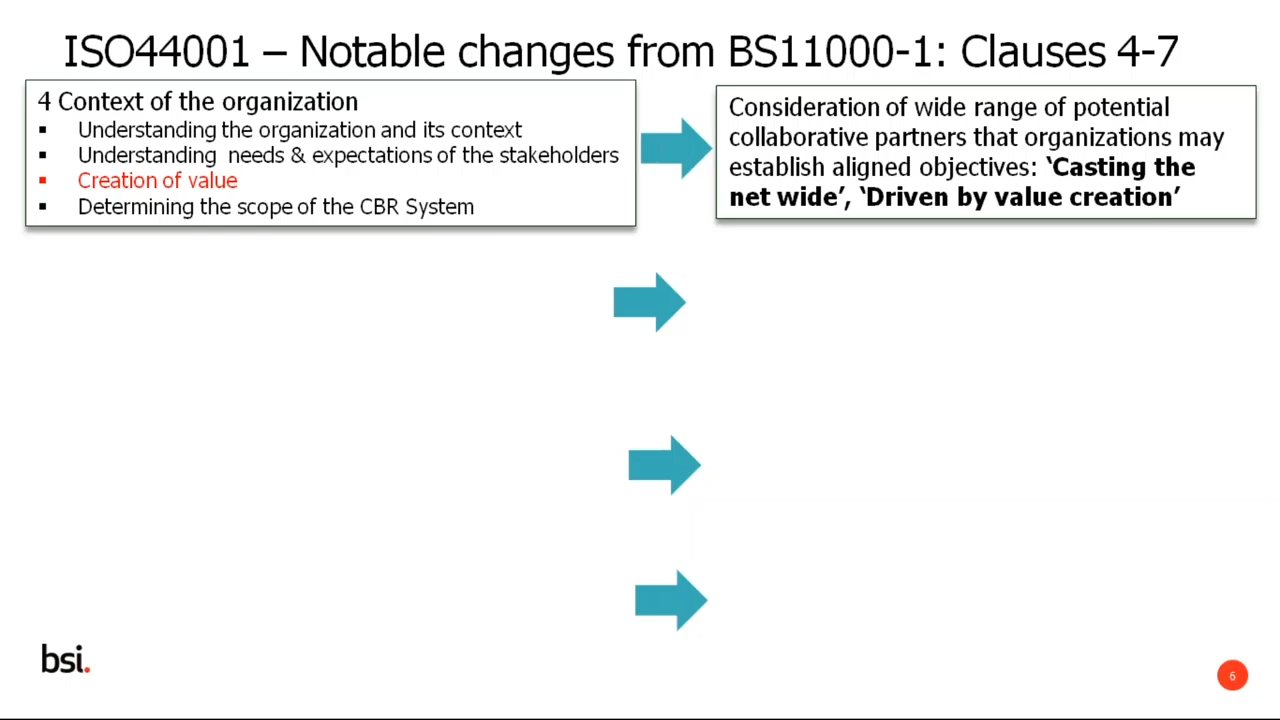 ISO44001 – Notable changes from BS11000-1: Clauses 4-7
4 Context of the organization
▪ Understanding the organization and its context
▪ Understanding needs & expectations of the stakeholders
▪ Creation of value
▪ Determining the scope of the CBR System
Consideration of wide range of potential
collaborative partners that organizations may
establish aligned objectives: ‘Casting the
net wide’, ‘Driven by value creation’
bsi.
6